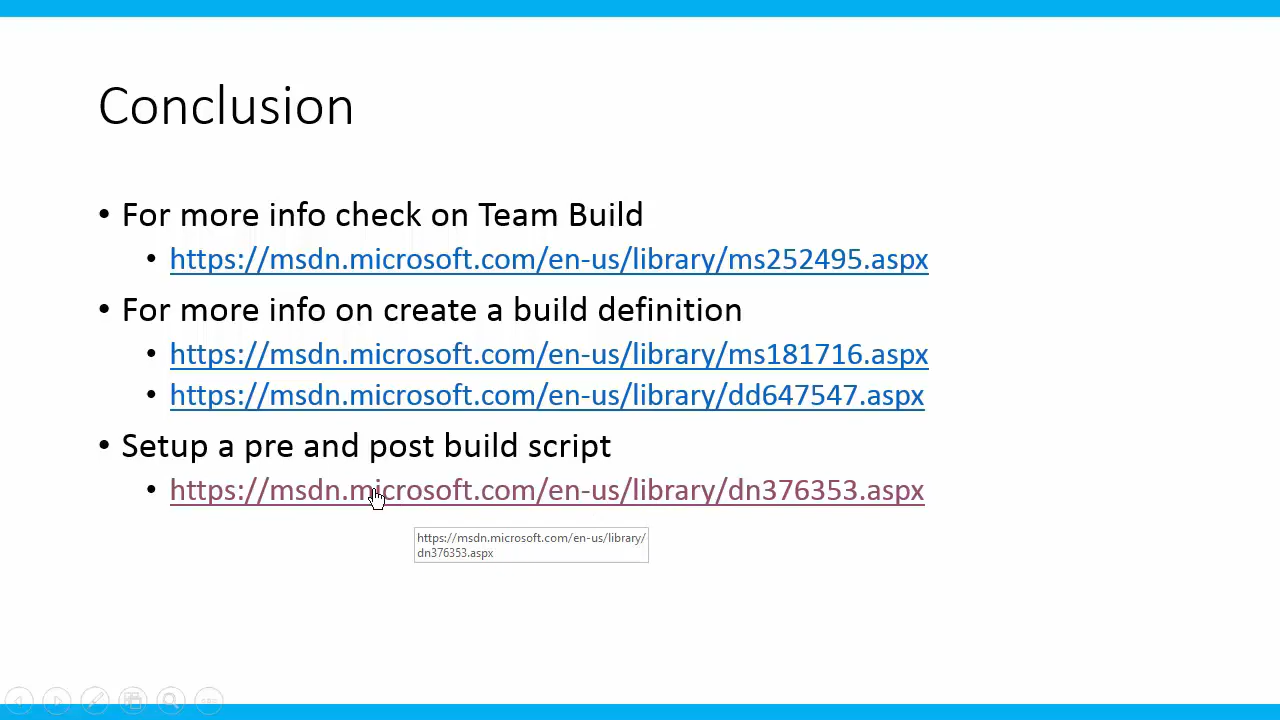 Conclusion
• For more info check on Team Build
• https://msdn.microsoft.com/en-us/library/ms252495.aspx
• For more info on create a build definition
• https://msdn.microsoft.com/en-us/library/ms181716.aspx
• https://msdn.microsoft.com/en-us/library/dd647547.aspx
• Setup a pre and post build script
• https://msdn.microsoft.com/en-us/library/dn376353.aspx
https://msdn.microsoft.com/en-us/library/
dn376353.aspx